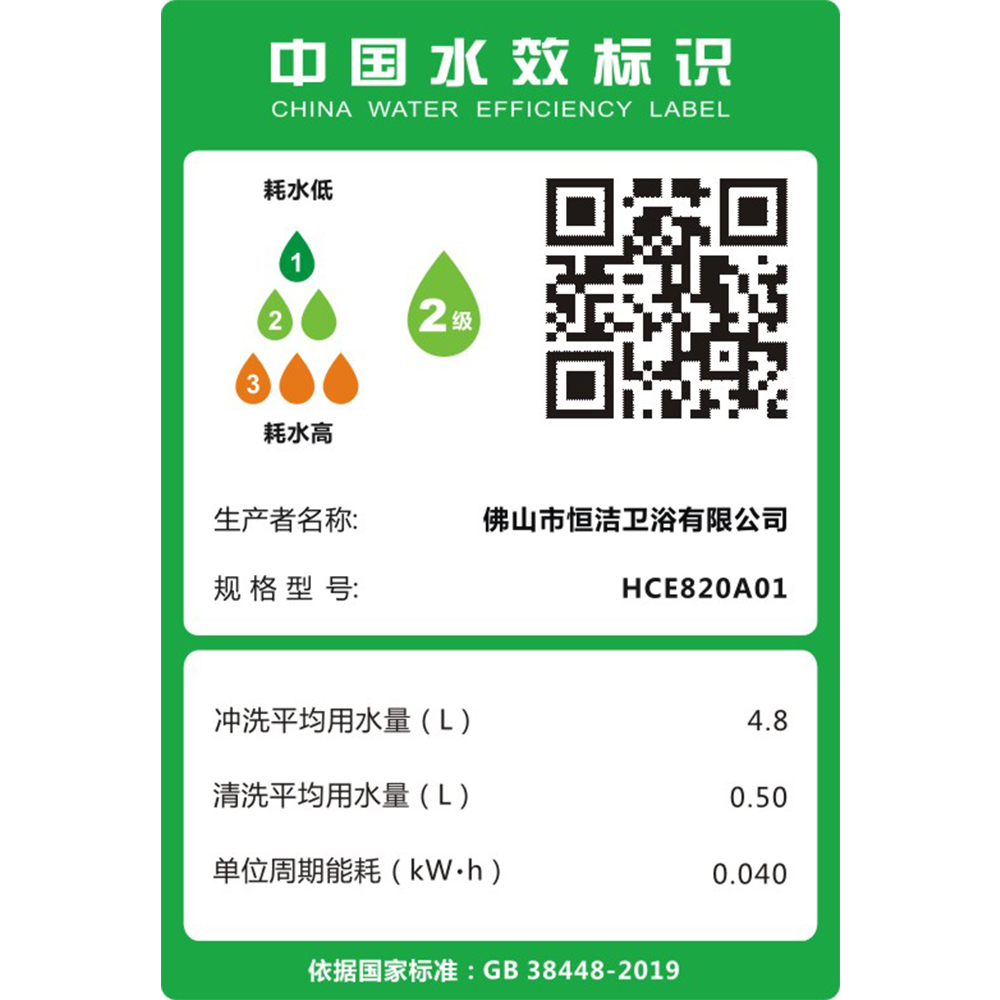 中国水效标识
CHINA WATER EFFICIENCY LABEL
耗水低
1
2
3
耗水高
2级
生产者名称: 佛山市恒洁卫浴有限公司
规格型号: HCE820A01
冲洗平均用水量(L) 4.8
清洗平均用水量(L) 0.50
单位周期能耗(kW·h) 0.040
依据国家标准:GB 38448-2019